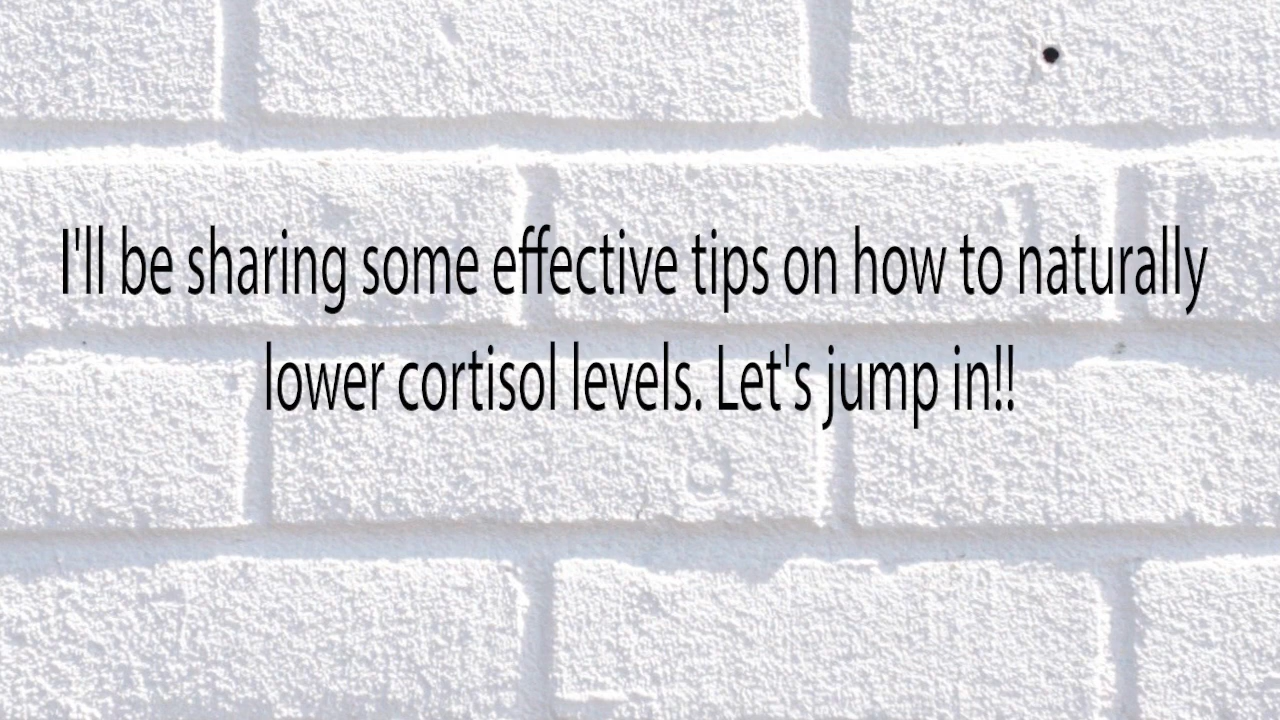 I'll be sharing some effective tips on how to naturally
lower cortisol levels. Let's jump in!!